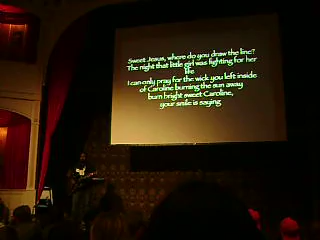 Sweet Jesus, where do you draw the line?
The night that little girl was fighting for her
life
I can only pray for the wick you left inside
of Caroline burning the sun away
burn bright sweet Caroline,
your smile is saying